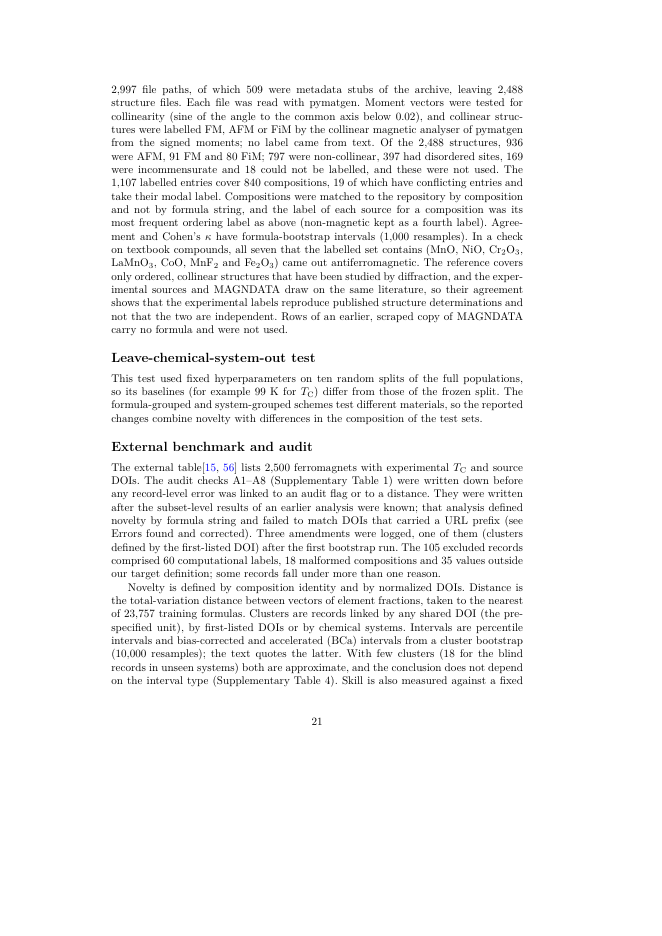 2,997 file paths, of which 509 were metadata stubs of the archive, leaving 2,488
structure files. Each file was read with pymatgen. Moment vectors were tested for
collinearity (sine of the angle to the common axis below 0.02), and collinear struc-
tures were labelled FM, AFM or FiM by the collinear magnetic analyser of pymatgen
from the signed moments; no label came from text. Of the 2,488 structures, 936
were AFM, 91 FM and 80 FiM; 797 were non-collinear, 397 had disordered sites, 169
were incommensurate and 18 could not be labelled, and these were not used. The
1,107 labelled entries cover 840 compositions, 19 of which have conflicting entries and
take their modal label. Compositions were matched to the repository by composition
and not by formula string, and the label of each source for a composition was its
most frequent ordering label as above (non-magnetic kept as a fourth label). Agree-
ment and Cohen's κ have formula-bootstrap intervals (1,000 resamples). In a check
on textbook compounds, all seven that the labelled set contains (MnO, NiO, Cr₂O₃,
LaMnO₃, CoO, MnF₂ and Fe₂O₃) came out antiferromagnetic. The reference covers
only ordered, collinear structures that have been studied by diffraction, and the exper-
imental sources and MAGNDATA draw on the same literature, so their agreement
shows that the experimental labels reproduce published structure determinations and
not that the two are independent. Rows of an earlier, scraped copy of MAGNDATA
carry no formula and were not used.
Leave-chemical-system-out test
This test used fixed hyperparameters on ten random splits of the full populations,
so its baselines (for example 99 K for T_C) differ from those of the frozen split. The
formula-grouped and system-grouped schemes test different materials, so the reported
changes combine novelty with differences in the composition of the test sets.
External benchmark and audit
The external table[15, 56] lists 2,500 ferromagnets with experimental T_C and source
DOIs. The audit checks A1–A8 (Supplementary Table 1) were written down before
any record-level error was linked to an audit flag or to a distance. They were written
after the subset-level results of an earlier analysis were known; that analysis defined
novelty by formula string and failed to match DOIs that carried a URL prefix (see
Errors found and corrected). Three amendments were logged, one of them (clusters
defined by the first-listed DOI) after the first bootstrap run. The 105 excluded records
comprised 60 computational labels, 18 malformed compositions and 35 values outside
our target definition; some records fall under more than one reason.
Novelty is defined by composition identity and by normalized DOIs. Distance is
the total-variation distance between vectors of element fractions, taken to the nearest
of 23,757 training formulas. Clusters are records linked by any shared DOI (the pre-
specified unit), by first-listed DOIs or by chemical systems. Intervals are percentile
intervals and bias-corrected and accelerated (BCa) intervals from a cluster bootstrap
(10,000 resamples); the text quotes the latter. With few clusters (18 for the blind
records in unseen systems) both are approximate, and the conclusion does not depend
on the interval type (Supplementary Table 4). Skill is also measured against a fixed
21